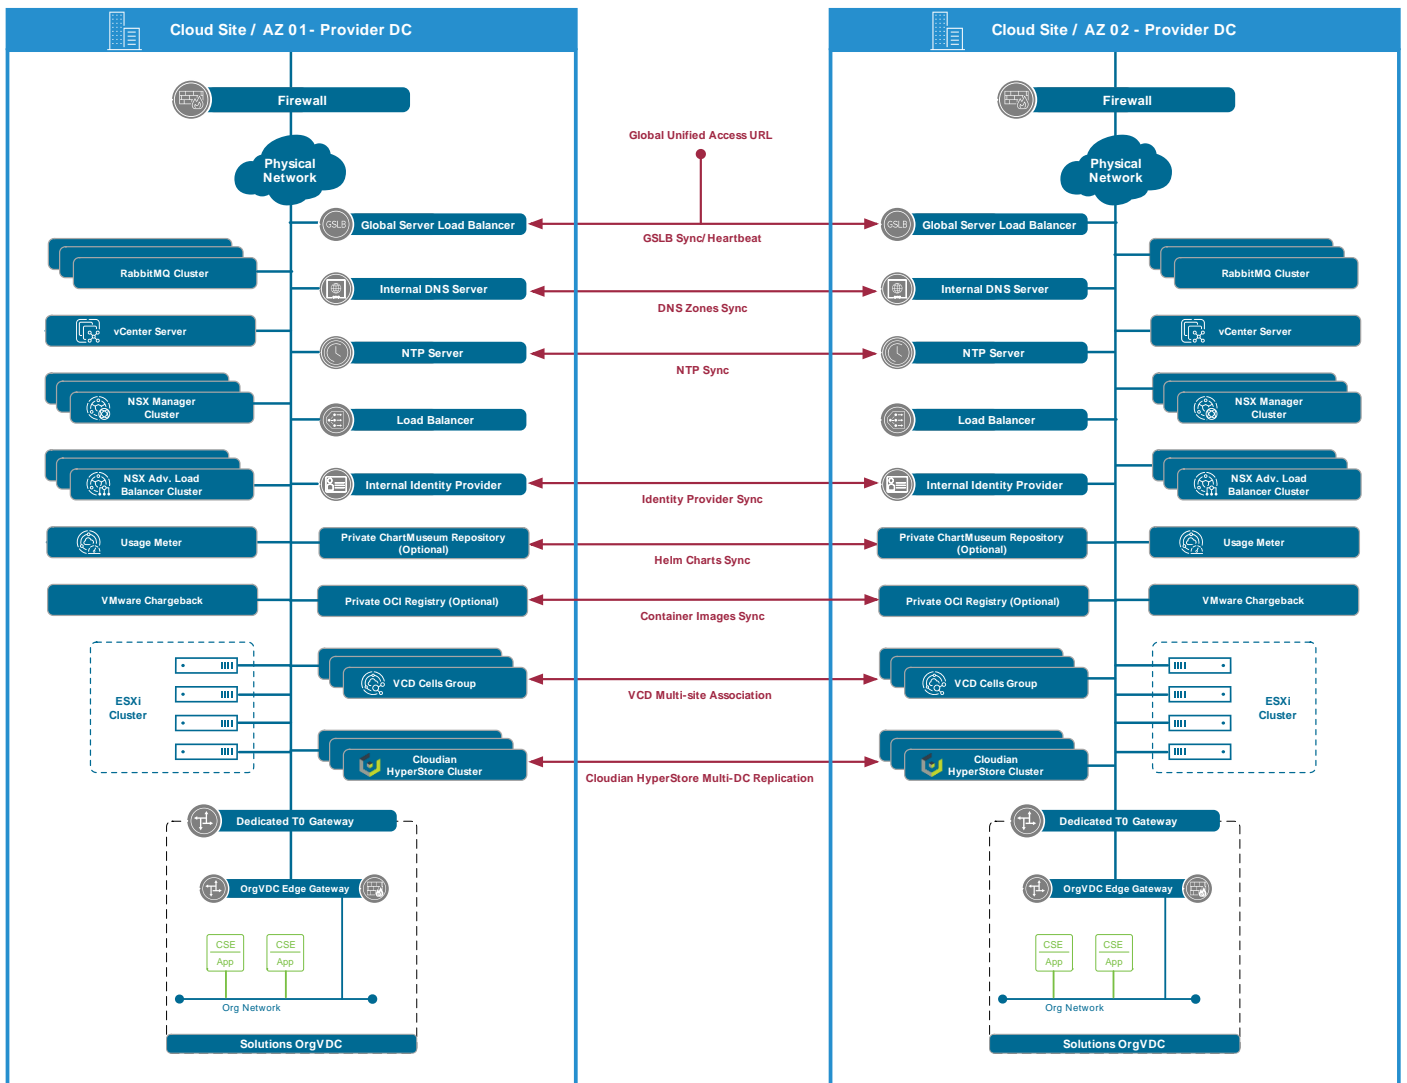 Cloud Site / AZ 01 - Provider DC
Firewall
Physical
Network
GSLB
Global Server Load Balancer
RabbitMQ Cluster
Internal DNS Server
vCenter Server
NTP Server
NSX Manager
Cluster
Load Balancer
NSX Adv. Load
Balancer Cluster
Internal Identity Provider
Usage Meter
Private ChartMuseum Repository
(Optional)
VMware Chargeback
Private OCI Registry (Optional)
ESXi
Cluster
VCD Cells Group
Cloudian
HyperStore Cluster
Dedicated T0 Gateway
OrgVDC Edge Gateway
CSE
App
CSE
App
Org Network
Solutions OrgVDC
Global Unified Access URL
GSLB Sync/ Heartbeat
DNS Zones Sync
NTP Sync
Identity Provider Sync
Helm Charts Sync
Container Images Sync
VCD Multi-site Association
Cloudian HyperStore Multi-DC Replication
Cloud Site / AZ 02 - Provider DC
Firewall
Physical
Network
GSLB
Global Server Load Balancer
RabbitMQ Cluster
Internal DNS Server
vCenter Server
NTP Server
NSX Manager
Cluster
Load Balancer
NSX Adv. Load
Balancer Cluster
Internal Identity Provider
Private ChartMuseum Repository
(Optional)
Usage Meter
Private OCI Registry (Optional)
VMware Chargeback
VCD Cells Group
ESXi
Cluster
Cloudian
HyperStore Cluster
Dedicated T0 Gateway
OrgVDC Edge Gateway
CSE
App
CSE
App
Org Network
Solutions OrgVDC